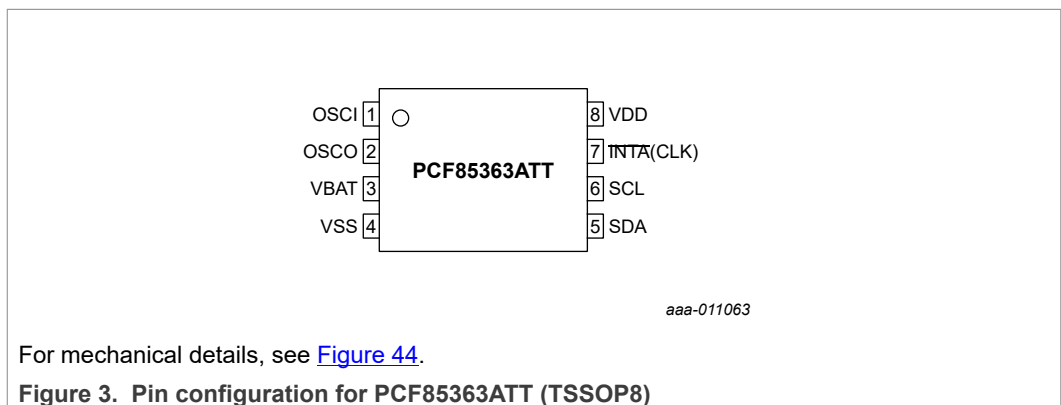 OSCI 1 8 VDD
OSCO 2 7 INTA(CLK)
PCF85363ATT
VBAT 3 6 SCL
VSS 4 5 SDA
aaa-011063
For mechanical details, see Figure 44.
Figure 3. Pin configuration for PCF85363ATT (TSSOP8)